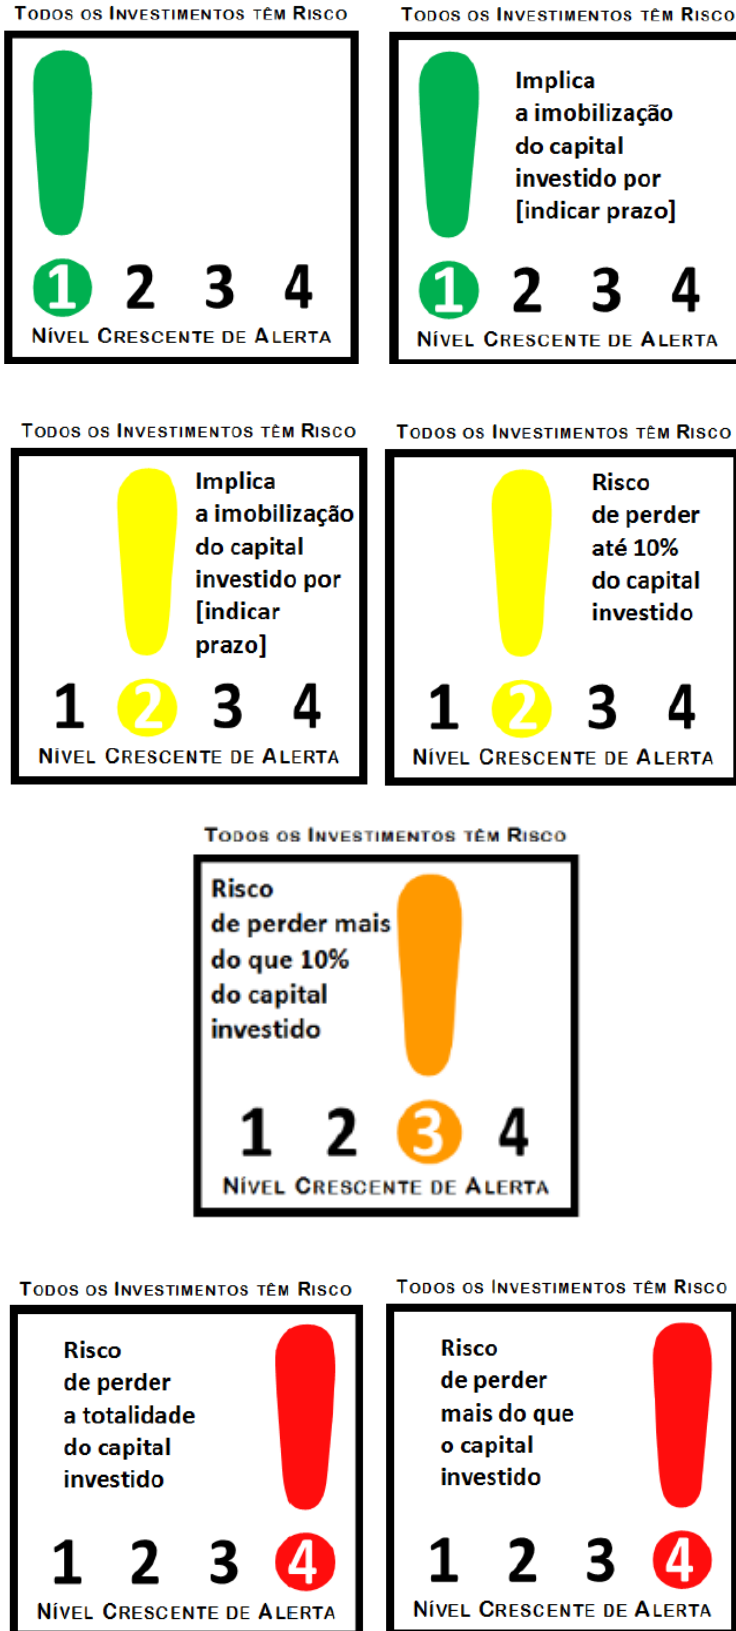 TODOS OS INVESTIMENTOS TÊM RISCO
1 2 3 4
NÍVEL CRESCENTE DE ALERTA
TODOS OS INVESTIMENTOS TÊM RISCO
Implica
a imobilização
do capital
investido por
[indicar prazo]
1 2 3 4
NÍVEL CRESCENTE DE ALERTA
TODOS OS INVESTIMENTOS TÊM RISCO
Implica
a imobilização
do capital
investido por
[indicar
prazo]
1 2 3 4
NÍVEL CRESCENTE DE ALERTA
TODOS OS INVESTIMENTOS TÊM RISCO
Risco
de perder
até 10%
do capital
investido
1 2 3 4
NÍVEL CRESCENTE DE ALERTA
TODOS OS INVESTIMENTOS TÊM RISCO
Risco
de perder mais
do que 10%
do capital
investido
1 2 3 4
NÍVEL CRESCENTE DE ALERTA
TODOS OS INVESTIMENTOS TÊM RISCO
Risco
de perder
a totalidade
do capital
investido
1 2 3 4
NÍVEL CRESCENTE DE ALERTA
TODOS OS INVESTIMENTOS TÊM RISCO
Risco
de perder
mais do que
o capital
investido
1 2 3 4
NÍVEL CRESCENTE DE ALERTA